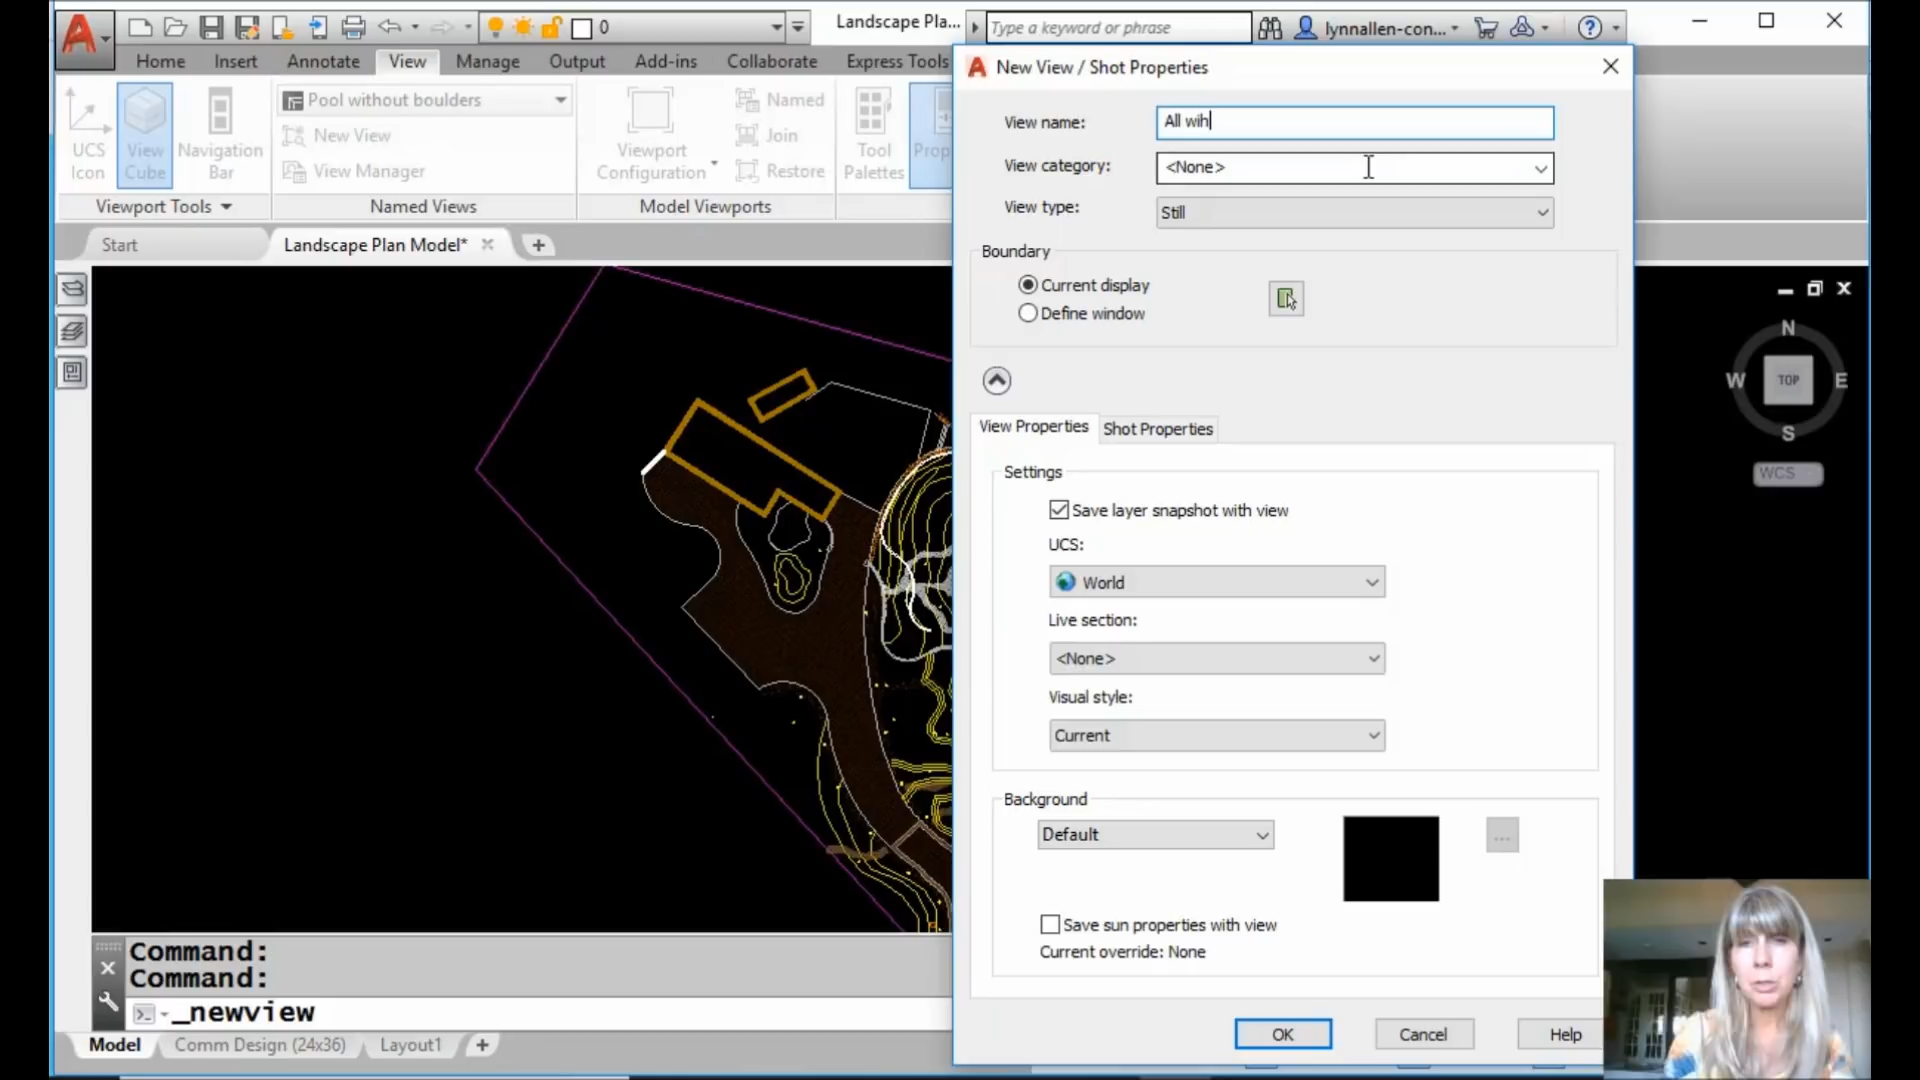 0
Landscape Pla...
Type a keyword or phrase
lynnallen-con...
Home Insert Annotate View Manage Output Add-ins Collaborate Express Tools
UCS Icon
View Cube
Navigation Bar
Viewport Tools
Pool without boulders
New View
View Manager
Named Views
Viewport Configuration
Named
Join
Restore
Model Viewports
Tool Palettes
Prop
Start
Landscape Plan Model*
New View / Shot Properties
View name: All wih
View category: <None>
View type: Still
Boundary
Current display
Define window
View Properties Shot Properties
Settings
Save layer snapshot with view
UCS:
World
Live section:
<None>
Visual style:
Current
Background
Default
...
Save sun properties with view
Current override: None
OK Cancel Help
N
W TOP E
S
WCS
Command:
Command:
_newview
Model Comm Design (24x36) Layout1